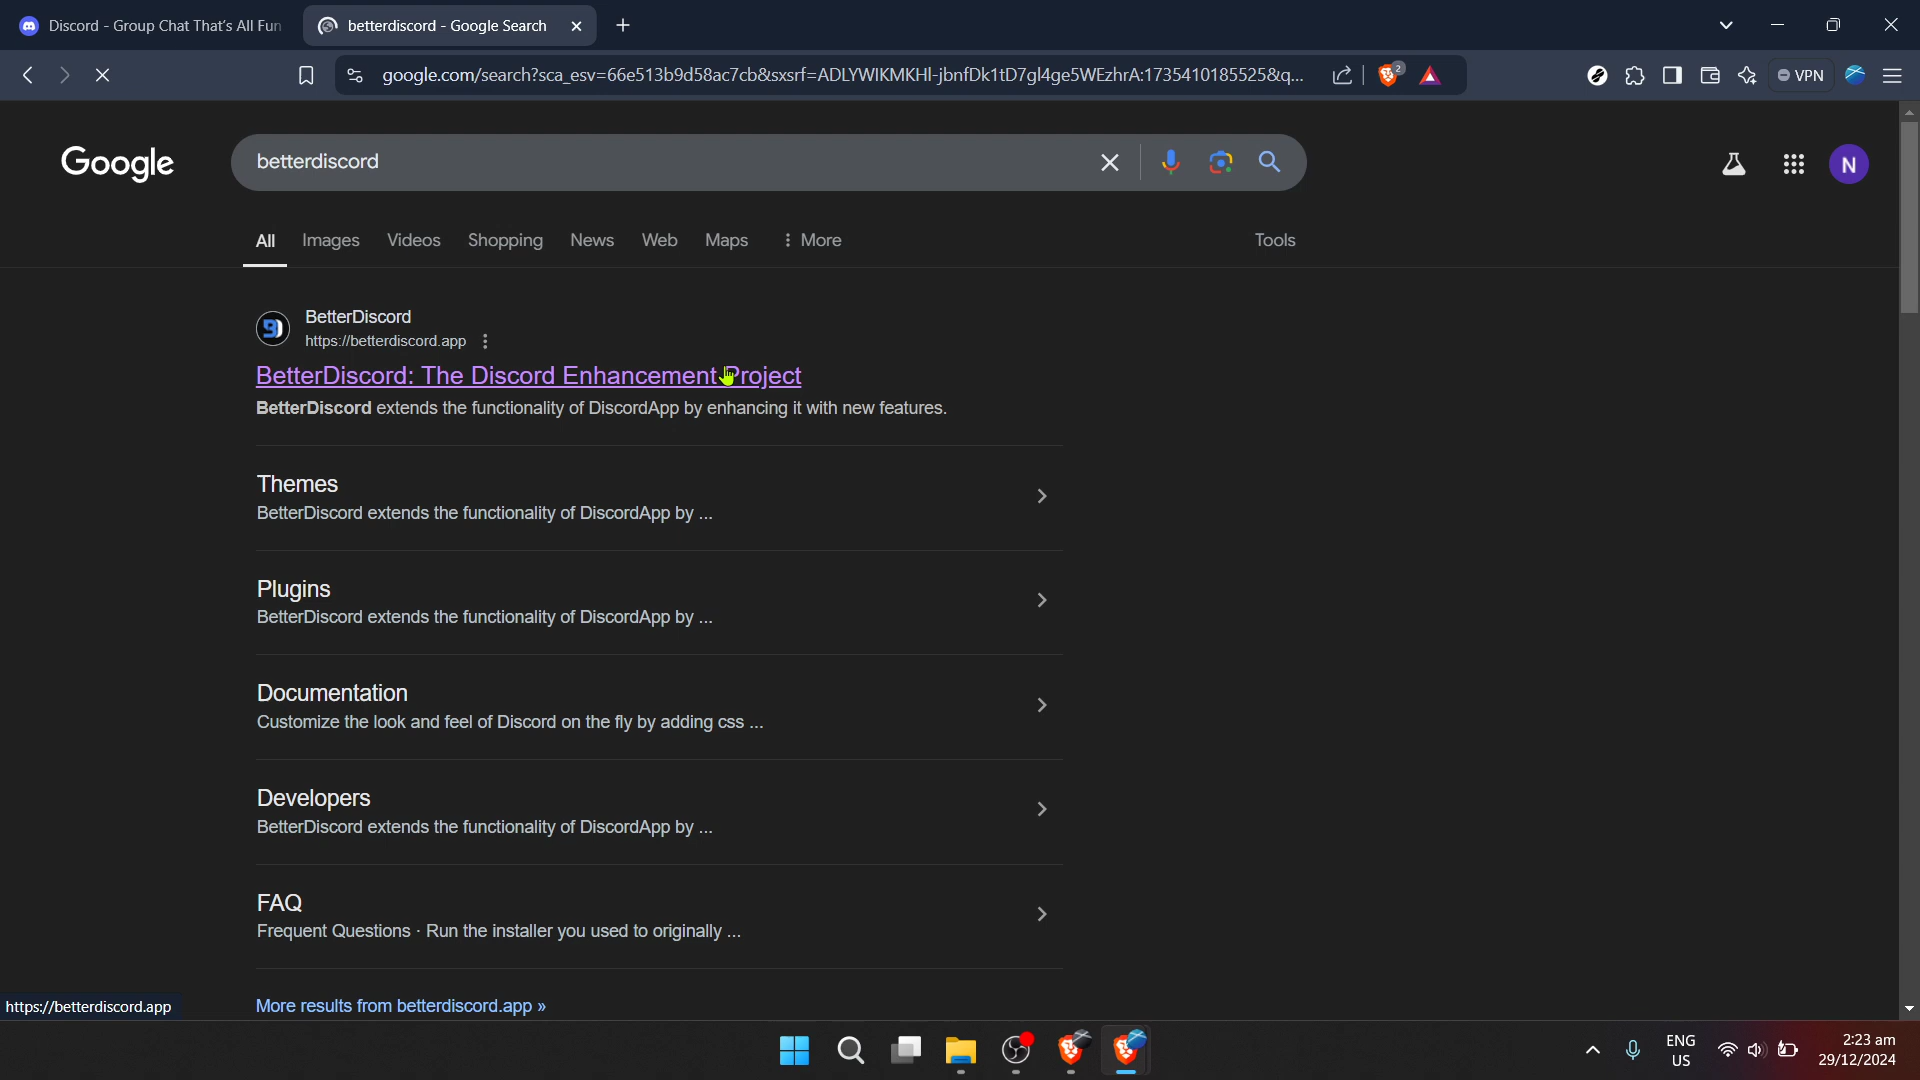 Discord - Group Chat That's All Fun
betterdiscord - Google Search
google.com/search?sca_esv=66e513b9d58ac7cb&sxsrf=ADLYWIKMKHl-jbnfDk1tD7gl4ge5WEzhrA:1735410185525&q...
2
VPN
Google
betterdiscord
N
All
Images
Videos
Shopping
News
Web
Maps
More
Tools
BetterDiscord
https://betterdiscord.app
BetterDiscord: The Discord Enhancement Project
BetterDiscord extends the functionality of DiscordApp by enhancing it with new features.
Themes
BetterDiscord extends the functionality of DiscordApp by ...
Plugins
BetterDiscord extends the functionality of DiscordApp by ...
Documentation
Customize the look and feel of Discord on the fly by adding css ...
Developers
BetterDiscord extends the functionality of DiscordApp by ...
FAQ
Frequent Questions · Run the installer you used to originally ...
More results from betterdiscord.app »
https://betterdiscord.app
ENG
US
2:23 am
29/12/2024